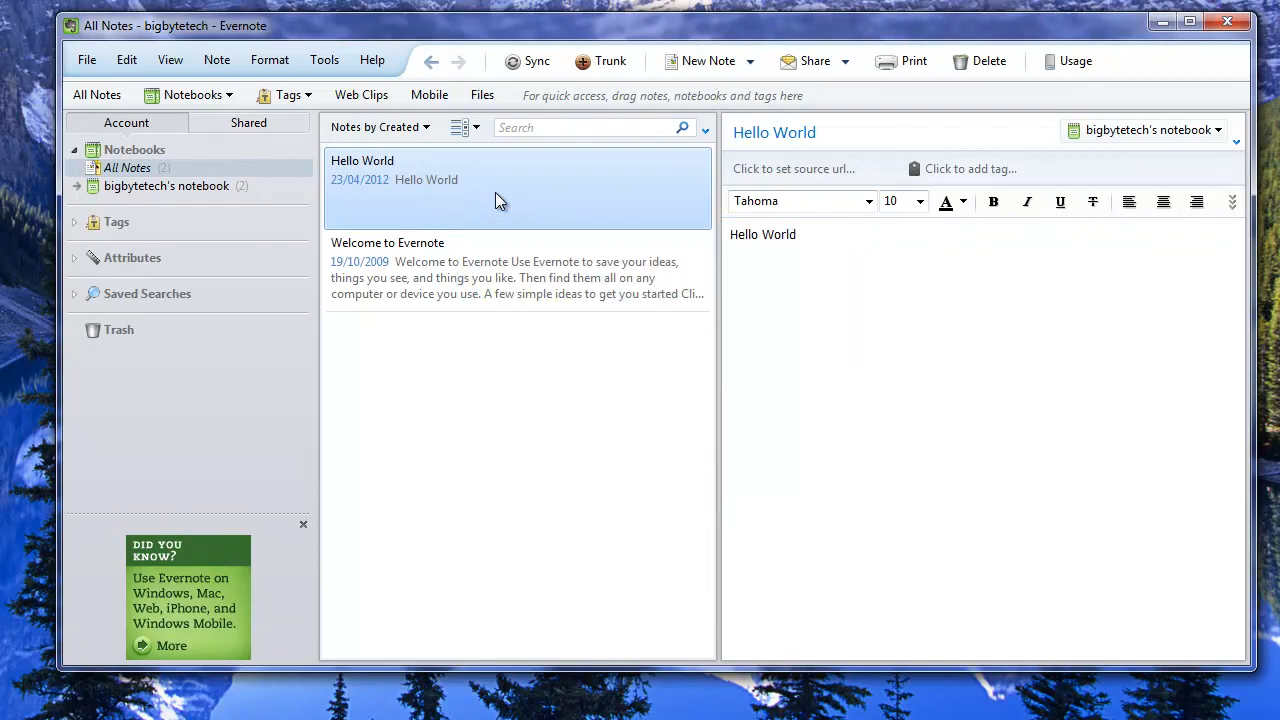 All Notes - bigbytetech - Evernote
File Edit View Note Format Tools Help Sync Trunk New Note Share Print Delete Usage
All Notes Notebooks Tags Web Clips Mobile Files For quick access, drag notes, notebooks and tags here
Account Shared
Notebooks
All Notes (2)
bigbytetech's notebook (2)
Tags
Attributes
Saved Searches
Trash
DID YOU
KNOW?
Use Evernote on
Windows, Mac,
Web, iPhone, and
Windows Mobile.
More
Notes by Created Search
Hello World
23/04/2012 Hello World
Welcome to Evernote
19/10/2009 Welcome to Evernote Use Evernote to save your ideas,
things you see, and things you like. Then find them all on any
computer or device you use. A few simple ideas to get you started Cli...
Hello World bigbytetech's notebook
Click to set source url... Click to add tag...
Tahoma 10 A B I U T
Hello World